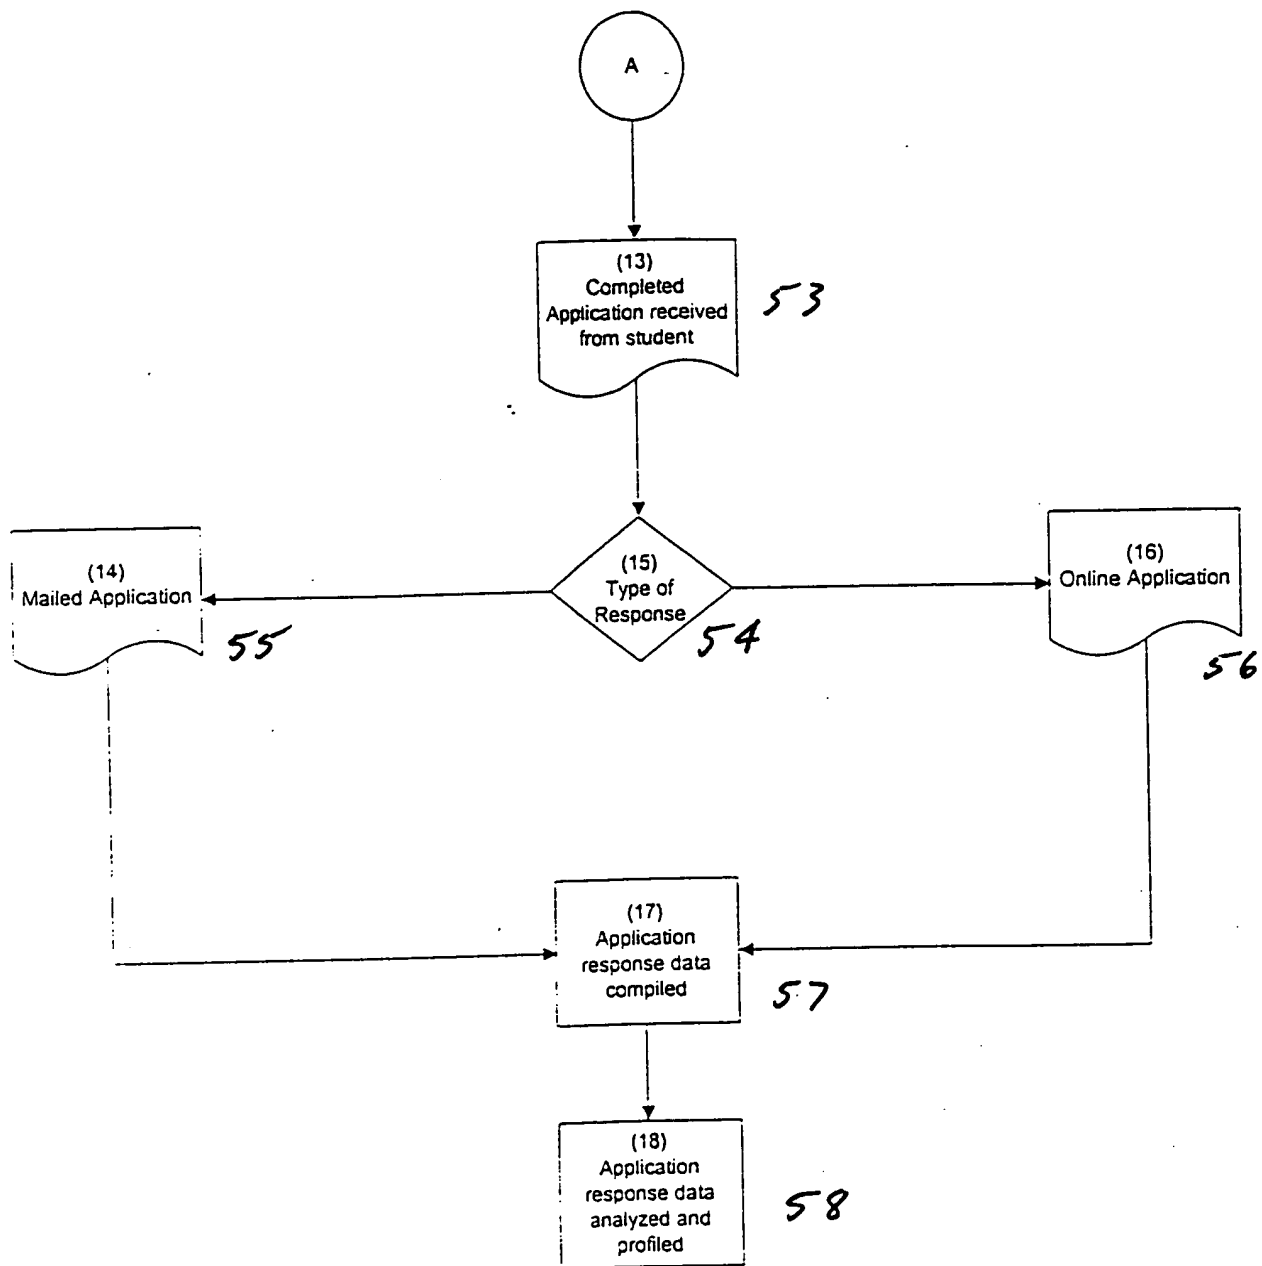 A
(13)
Completed
Application received
from student
53
(15)
Type of
Response
54
(14)
Mailed Application
55
(16)
Online Application
56
(17)
Application
response data
compiled
57
(18)
Application
response data
analyzed and
profiled
58